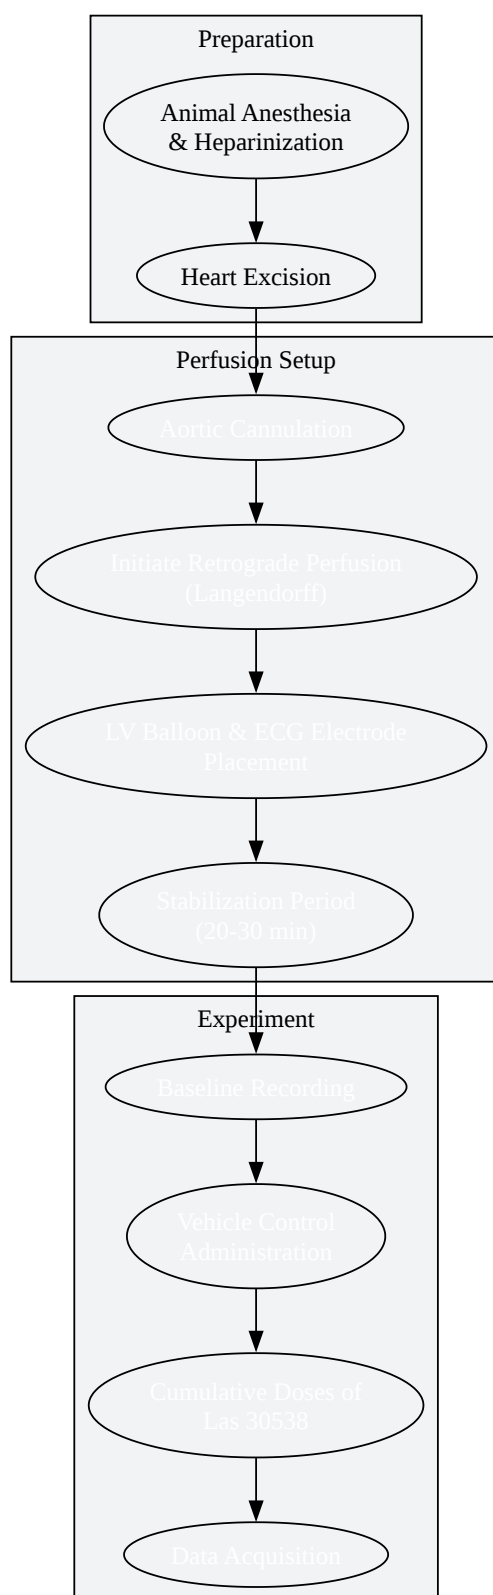 Preparation
Animal Anesthesia
& Heparinization
Heart Excision
Perfusion Setup
Aortic Cannulation
Initiate Retrograde Perfusion
(Langendorff)
LV Balloon & ECG Electrode
Placement
Stabilization Period
(20-30 min)
Experiment
Baseline Recording
Vehicle Control
Administration
Cumulative Doses of
Las 30538
Data Acquisition